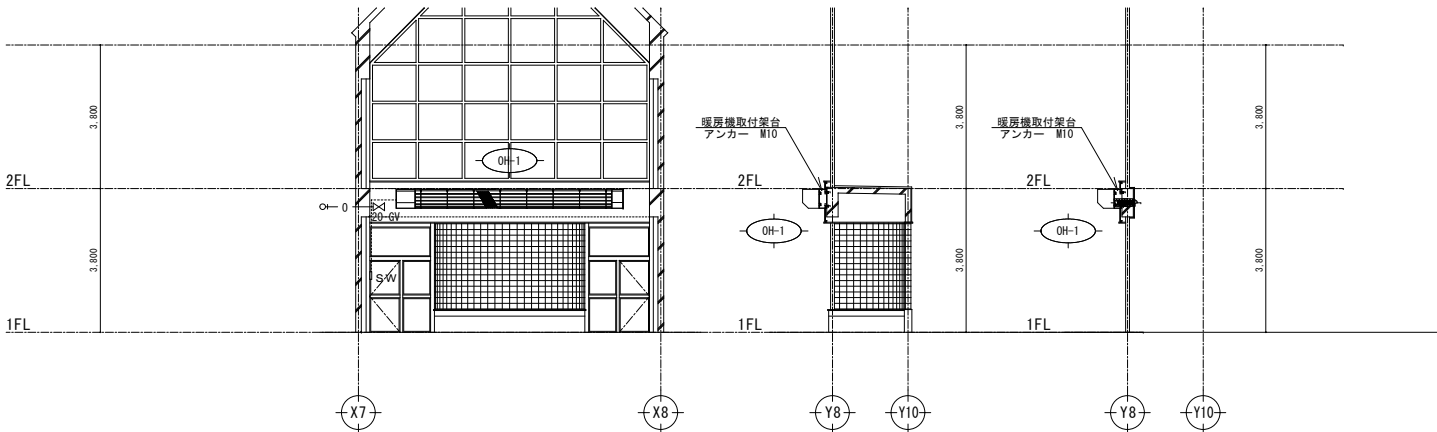 3,800
3,800
2FL
1FL
OH-1
O
20 GV
SW
X7
X8
暖房機取付架台
アンカー M10
2FL
OH-1
1FL
3,800
3,800
Y8
Y10
暖房機取付架台
アンカー M10
2FL
OH-1
1FL
3,800
3,800
Y8
Y10